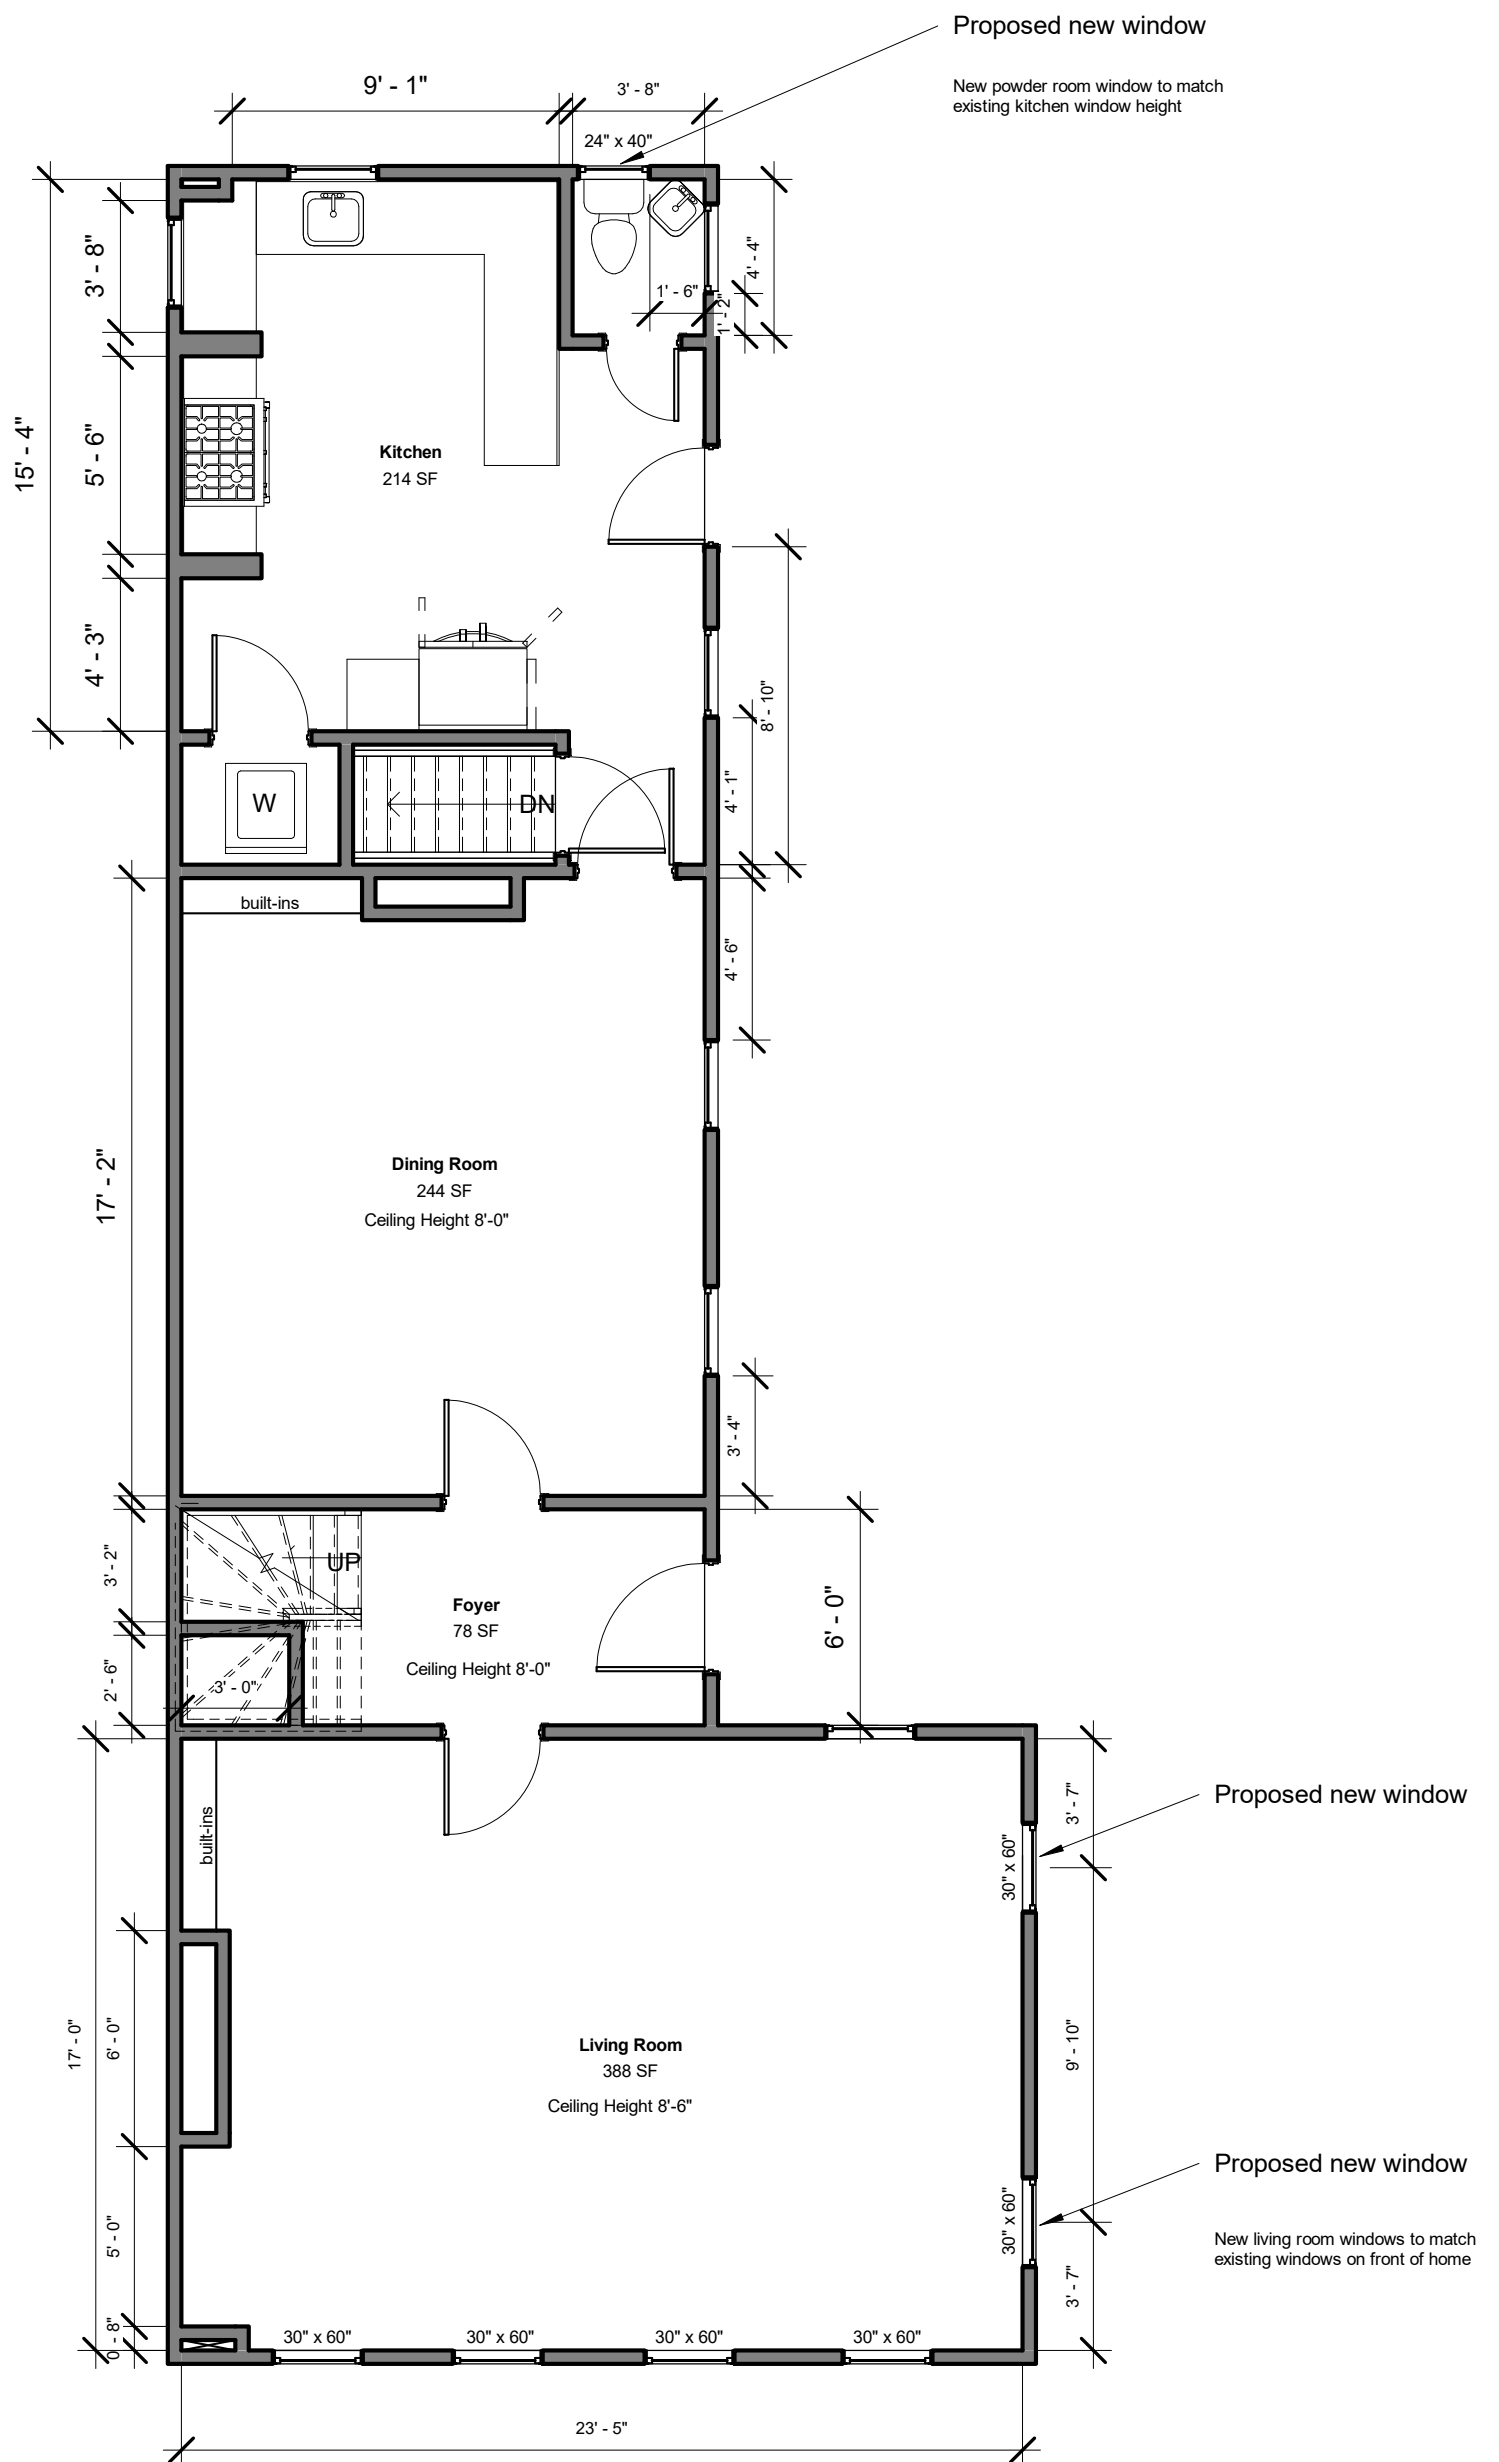 Proposed new window
New powder room window to match
existing kitchen window height
9' - 1"
3' - 8"
24" x 40"
3' - 8"
4' - 4"
1' - 6"
1' - 2"
15' - 4"
5' - 6"
Kitchen
214 SF
4' - 3"
8' - 10"
W
DN
4' - 1"
built-ins
4' - 6"
17' - 2"
Dining Room
244 SF
Ceiling Height 8'-0"
3' - 4"
3' - 2"
UP
Foyer
78 SF
Ceiling Height 8'-0"
6' - 0"
2' - 6"
3' - 0"
Proposed new window
3' - 7"
30" x 60"
built-ins
17' - 0"
6' - 0"
9' - 10"
Living Room
388 SF
Ceiling Height 8'-6"
Proposed new window
30" x 60"
New living room windows to match
existing windows on front of home
5' - 0"
3' - 7"
0' - 8"
30" x 60"
30" x 60"
30" x 60"
30" x 60"
23' - 5"